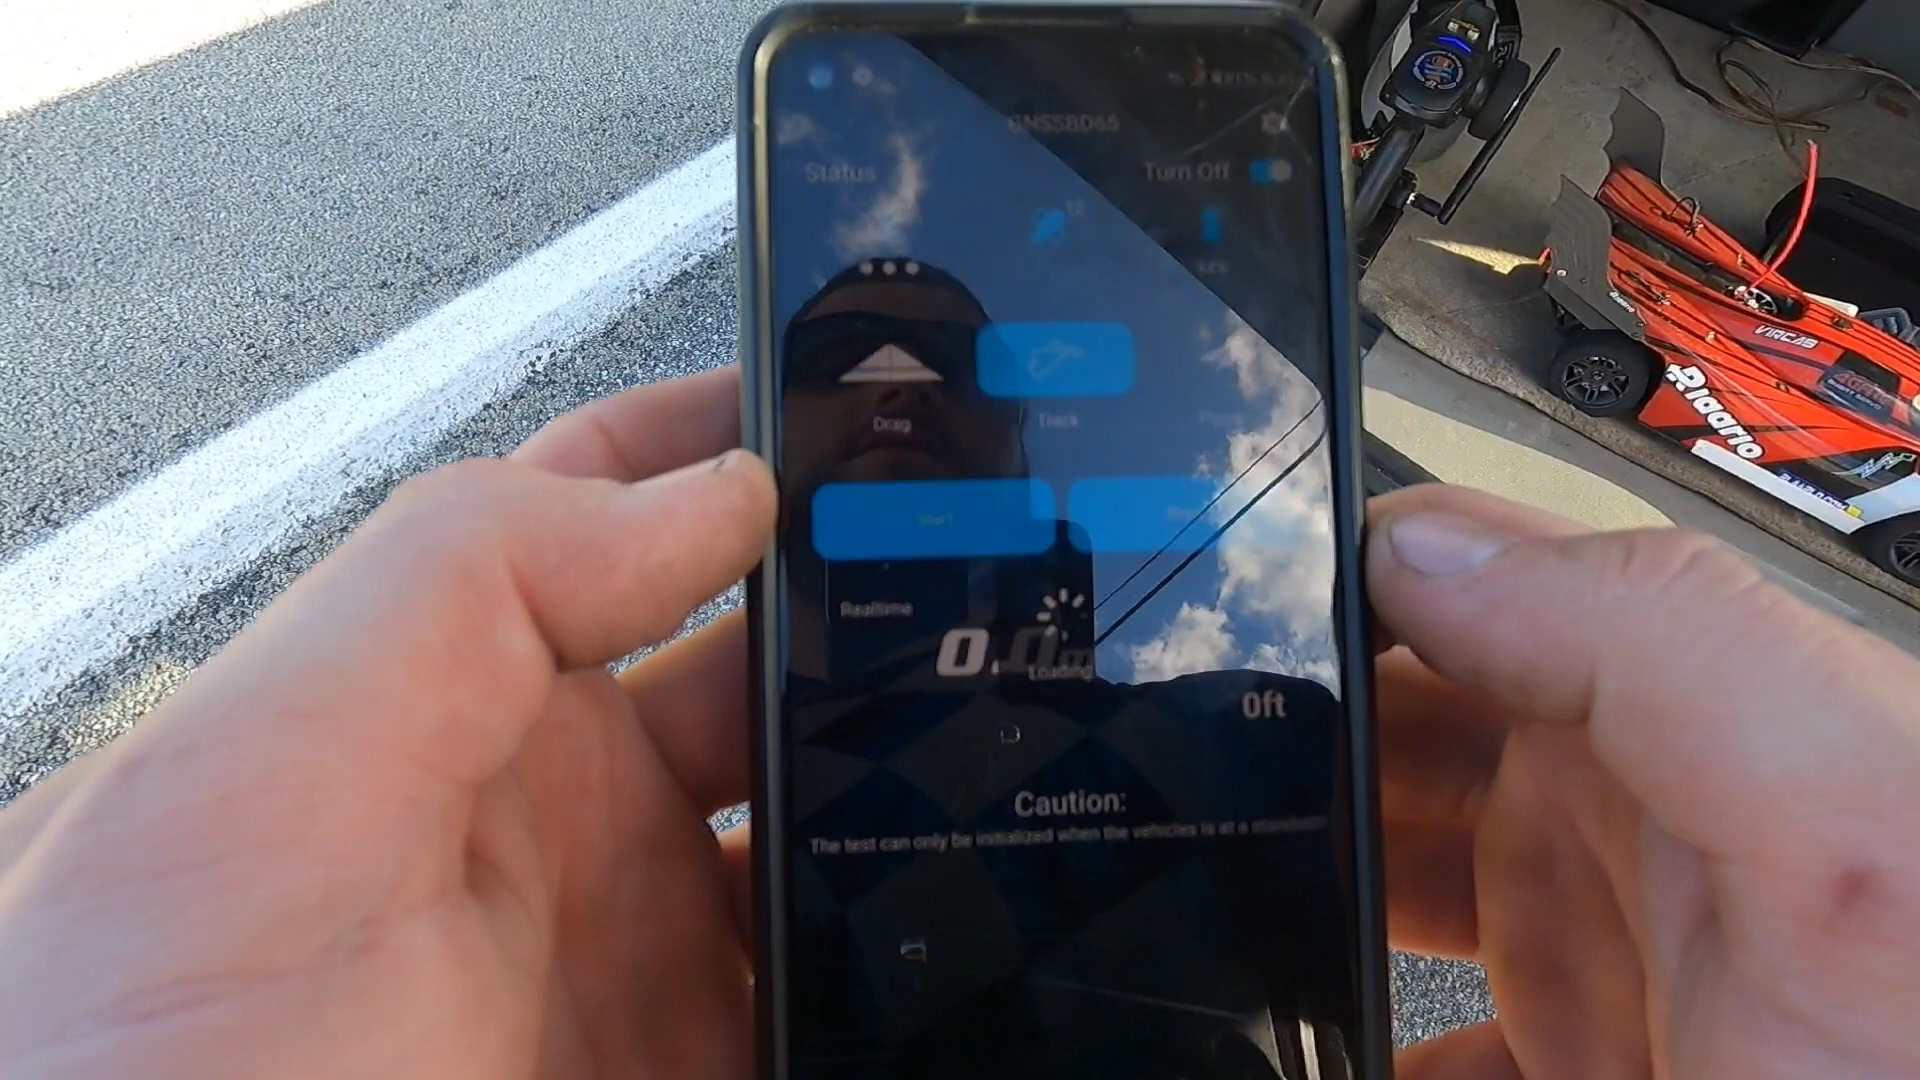 GNSSBD65
Status
Turn Off
12
Drag
Track
Start
Realtime
0.0
Loading
0ft
Caution:
The test can only be initialized when the vehicles is at a standstill
VIRCAS
Rlaarlo